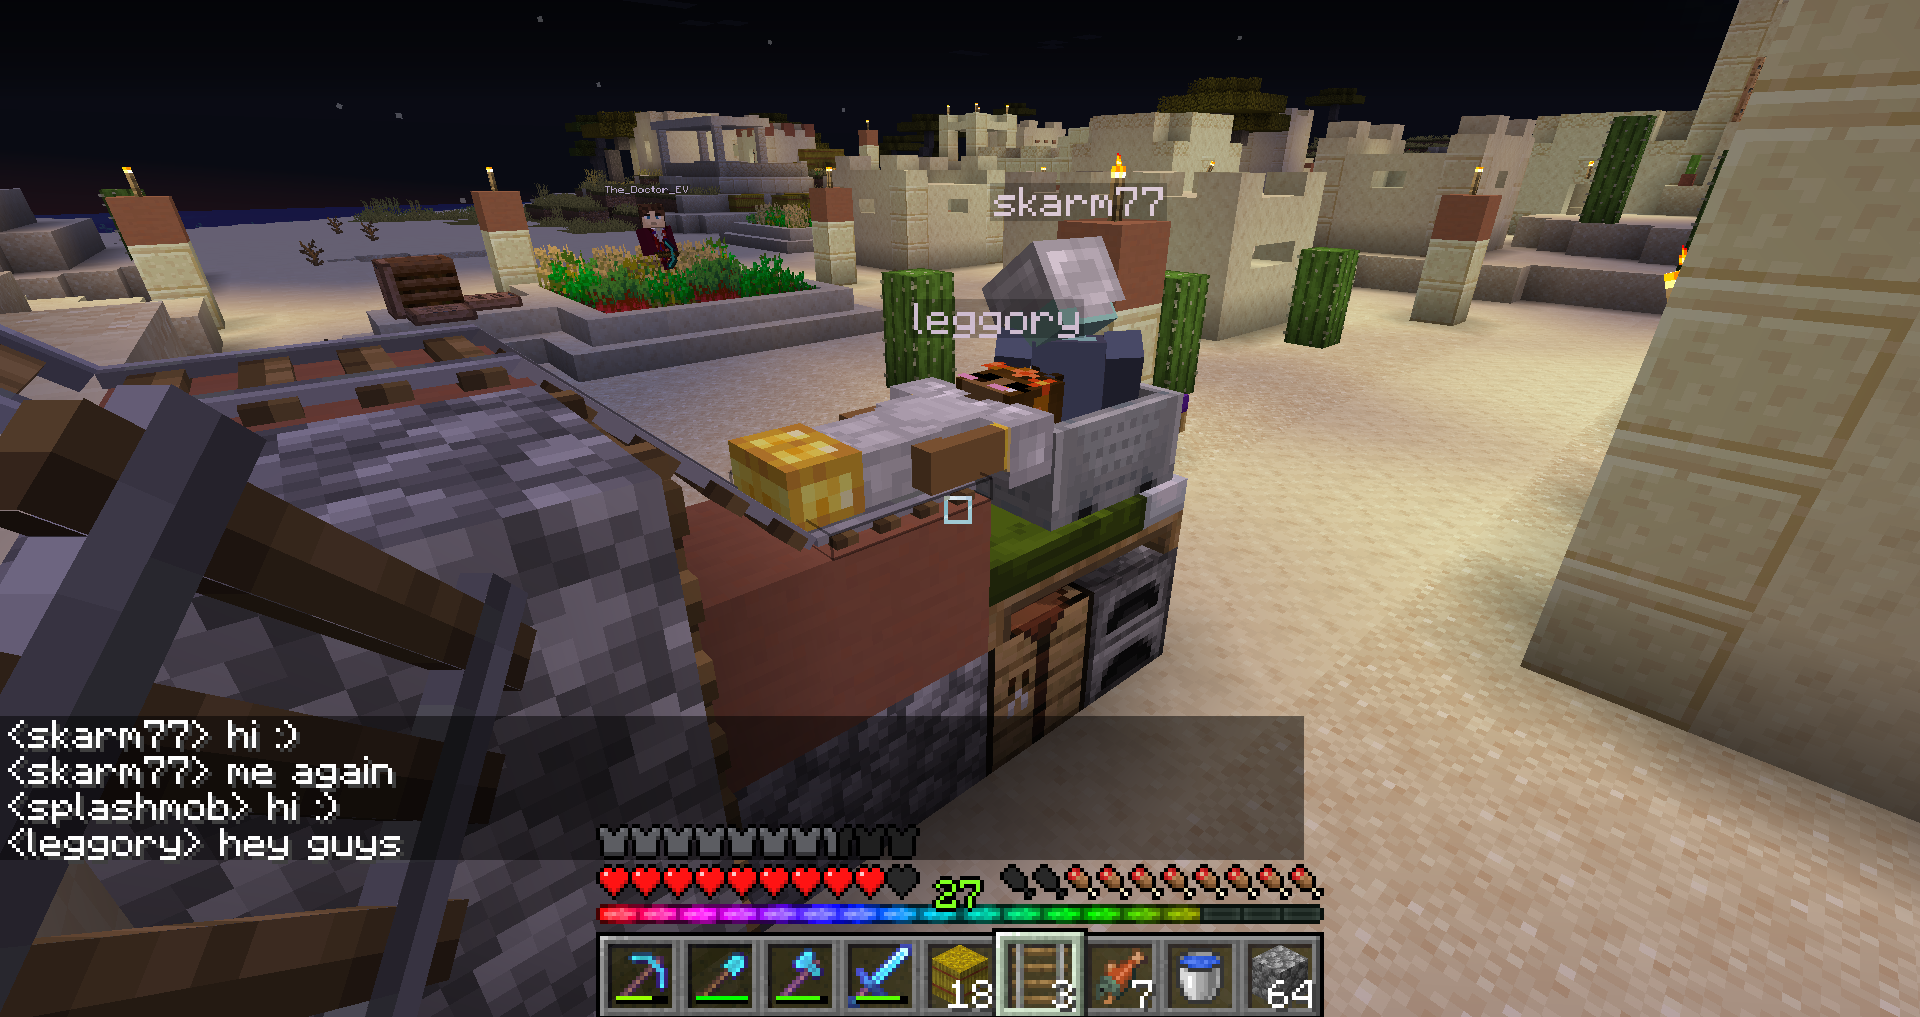 The_Doctor_EV
skarm77
leggory
<skarm77> hi :)
<skarm77> me again
<splashmob> hi :)
<leggory> hey guys
27
18
3
7
64